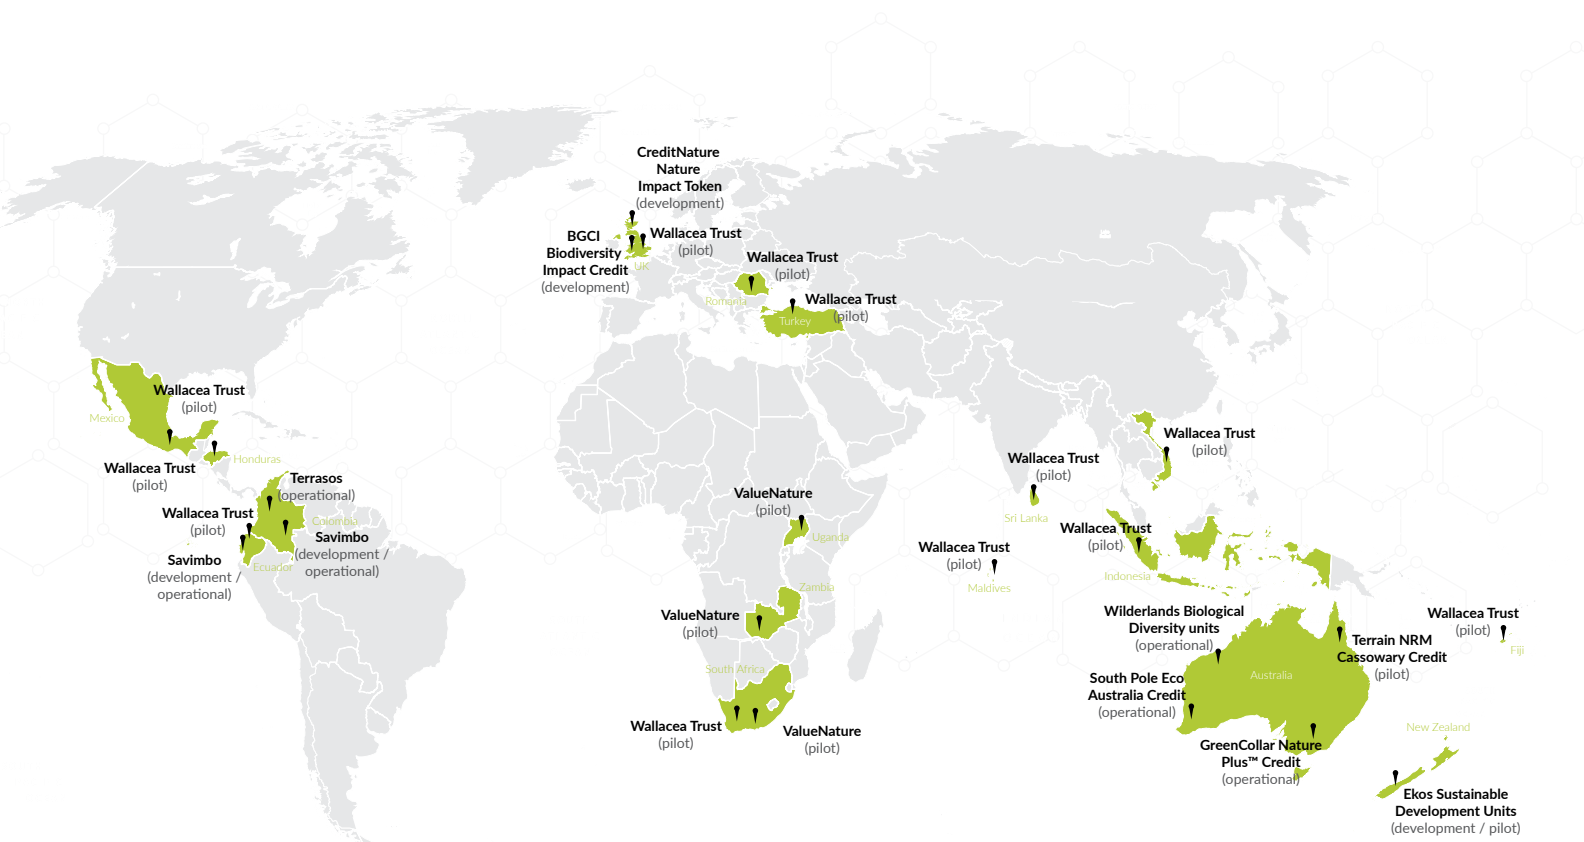 CreditNature
Nature
Impact Token
(development)
BGCI
Biodiversity
Impact Credit
(development)
Wallacea Trust
(pilot)
UK
Wallacea Trust
(pilot)
Romania
Wallacea Trust
(pilot)
Turkey
Wallacea Trust
(pilot)
Mexico
Wallacea Trust
(pilot)
Honduras
Terrasos
(operational)
Colombia
Wallacea Trust
(pilot)
Savimbo
(development /
operational)
Savimbo
(development /
operational)
Ecuador
ValueNature
(pilot)
Uganda
Zambia
ValueNature
(pilot)
South Africa
Wallacea Trust
(pilot)
ValueNature
(pilot)
Wallacea Trust
(pilot)
Wallacea Trust
(pilot)
Sri Lanka
Wallacea Trust
(pilot)
Indonesia
Wallacea Trust
(pilot)
Maldives
Wilderlands Biological
Diversity units
(operational)
South Pole Eco
Australia Credit
(operational)
Australia
Terrain NRM
Cassowary Credit
(pilot)
Wallacea Trust
(pilot)
Fiji
GreenCollar Nature
Plus™ Credit
(operational)
New Zealand
Ekos Sustainable
Development Units
(development / pilot)